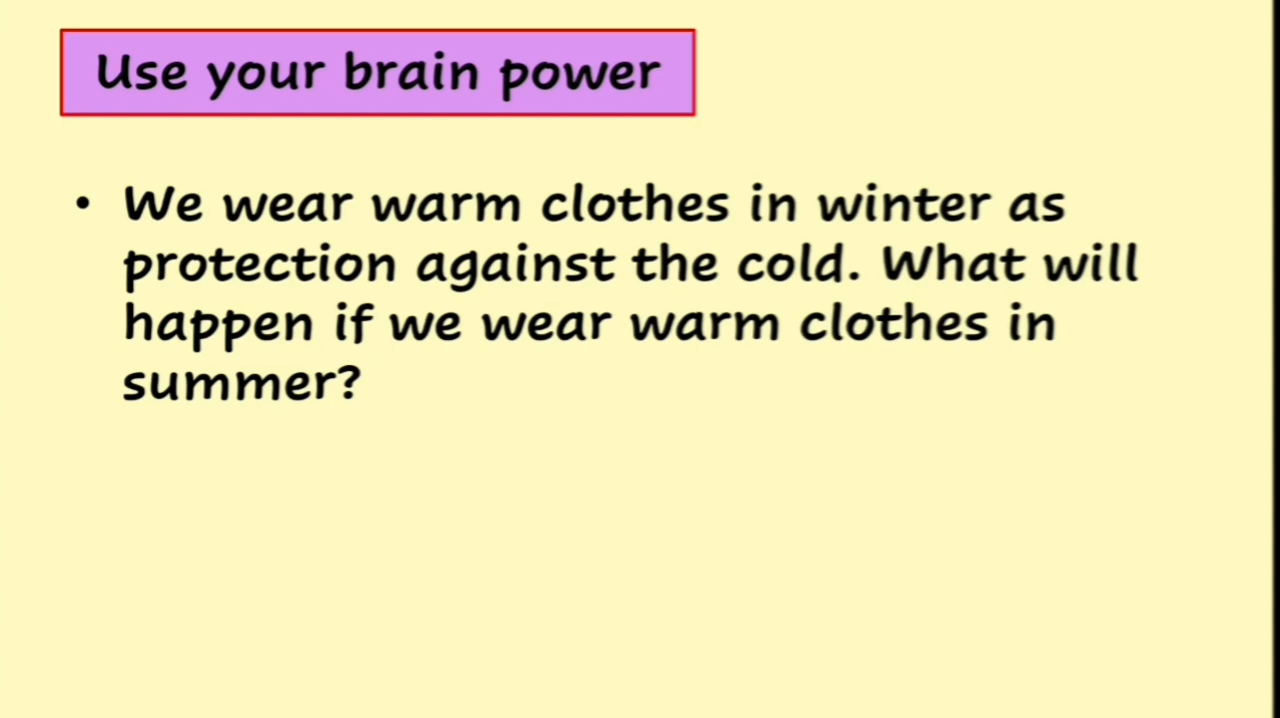 Use your brain power
• We wear warm clothes in winter as
protection against the cold. What will
happen if we wear warm clothes in
summer?